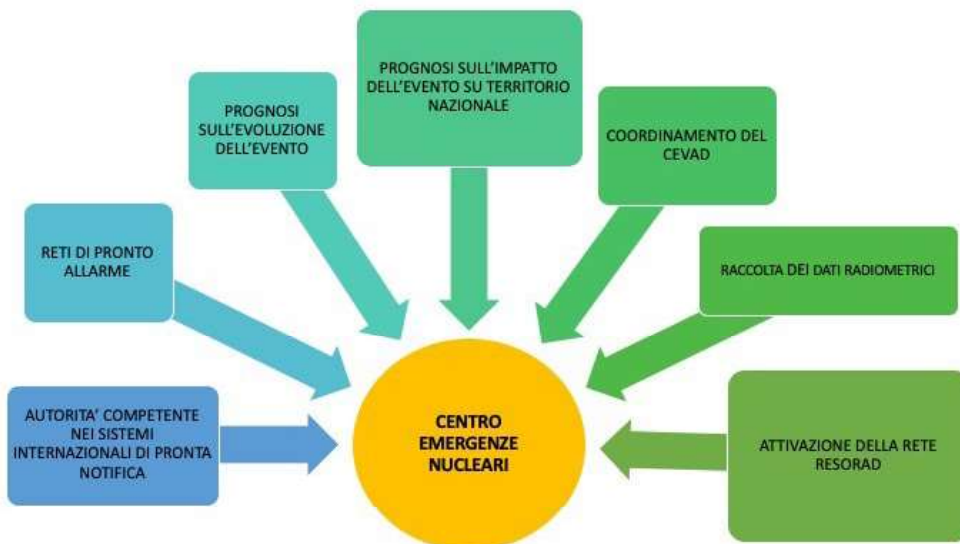 AUTORITA’ COMPETENTE
NEI SISTEMI
INTERNAZIONALI DI PRONTA
NOTIFICA
RETI DI PRONTO
ALLARME
PROGNOSI
SULL’EVOLUZIONE
DELL’EVENTO
PROGNOSI SULL’IMPATTO
DELL’EVENTO SU TERRITORIO
NAZIONALE
COORDINAMENTO DEL
CEVAD
RACCOLTA DEI DATI RADIOMETRICI
ATTIVAZIONE DELLA RETE
RESORAD
CENTRO
EMERGENZE
NUCLEARI